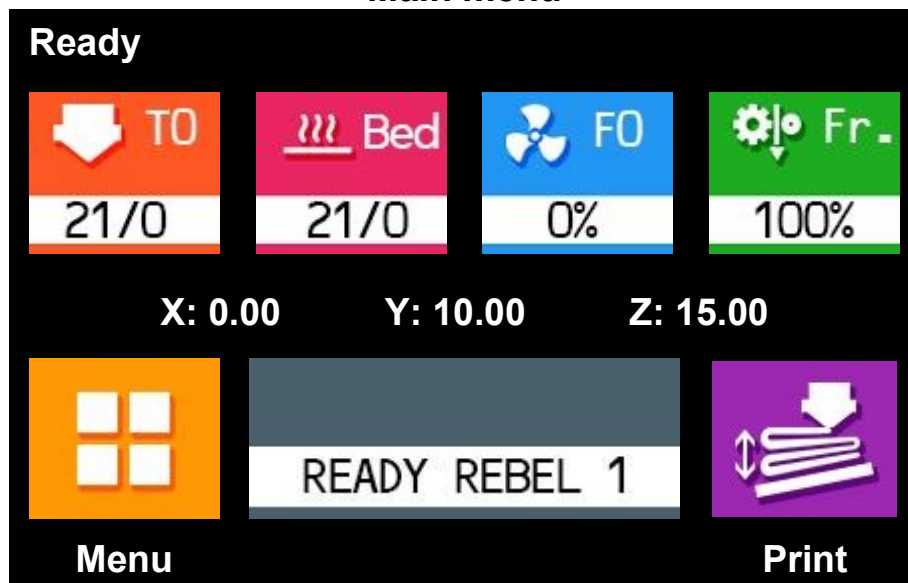 Ready
T0 Bed F0 Fr.
21/0 21/0 0% 100%
X: 0.00 Y: 10.00 Z: 15.00
READY REBEL 1
Menu Print